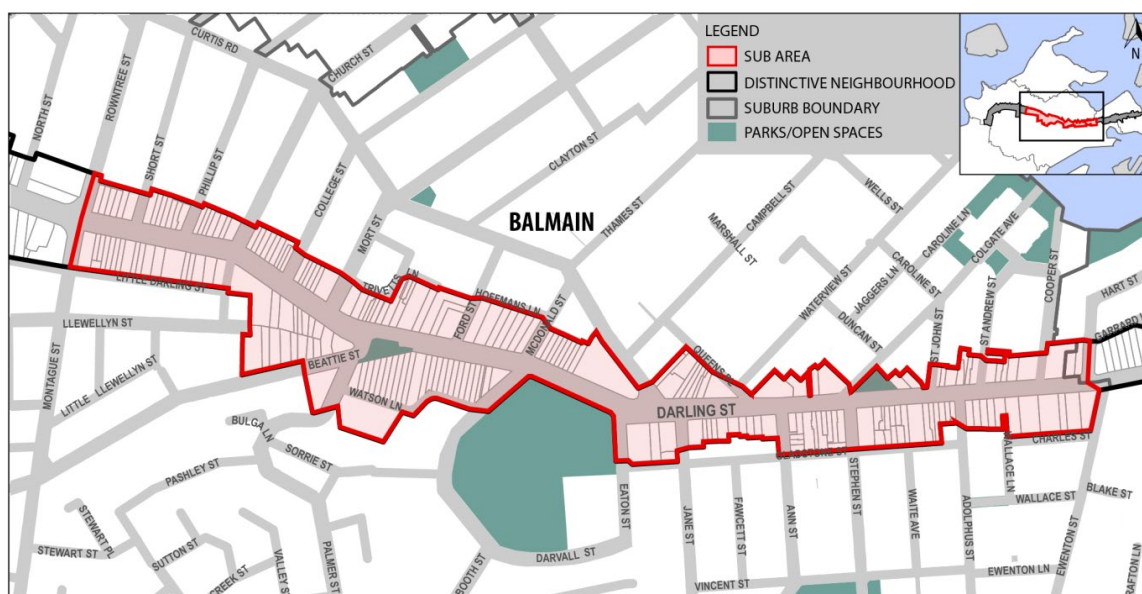 LEGEND
SUB AREA
DISTINCTIVE NEIGHBOURHOOD
SUBURB BOUNDARY
PARKS/OPEN SPACES
N
CURTIS RD
CHURCH ST
NORTH ST
ROWNTREE ST
SHORT ST
PHILLIP ST
COLLEGE ST
MORT ST
CLAYTON ST
THAMES ST
BALMAIN
MARSHALL ST
CAMPBELL ST
WELLS ST
CAROLINE LN
COLGATE AVE
WATERVIEW ST
JAGGERS LN
CAROLINE ST
DUNCAN ST
ST JOHN ST
ST ANDREW ST
COOPER ST
HART ST
TRIVETTS LN
HOFFMANS LN
FORD ST
MCDONALD ST
LITTLE DARLING ST
LLEWELLYN ST
LITTLE LLEWELLYN ST
MONTAGUE ST
BEATTIE ST
WATSON LN
DARLING ST
BULGA LN
SORRIE ST
PASHLEY ST
STEWART PL
STEWART ST
SUTTON ST
CREEK ST
VALLEY ST
PALMER ST
BOOTH ST
DARVALL ST
EATON ST
JANE ST
FAWCETT ST
ANN ST
STEPHEN ST
WAITE AVE
ADOLPHUS ST
WALLACE LN
WALLACE ST
CHARLES ST
BLAKE ST
EWENTON ST
EWENTON LN
VINCENT ST